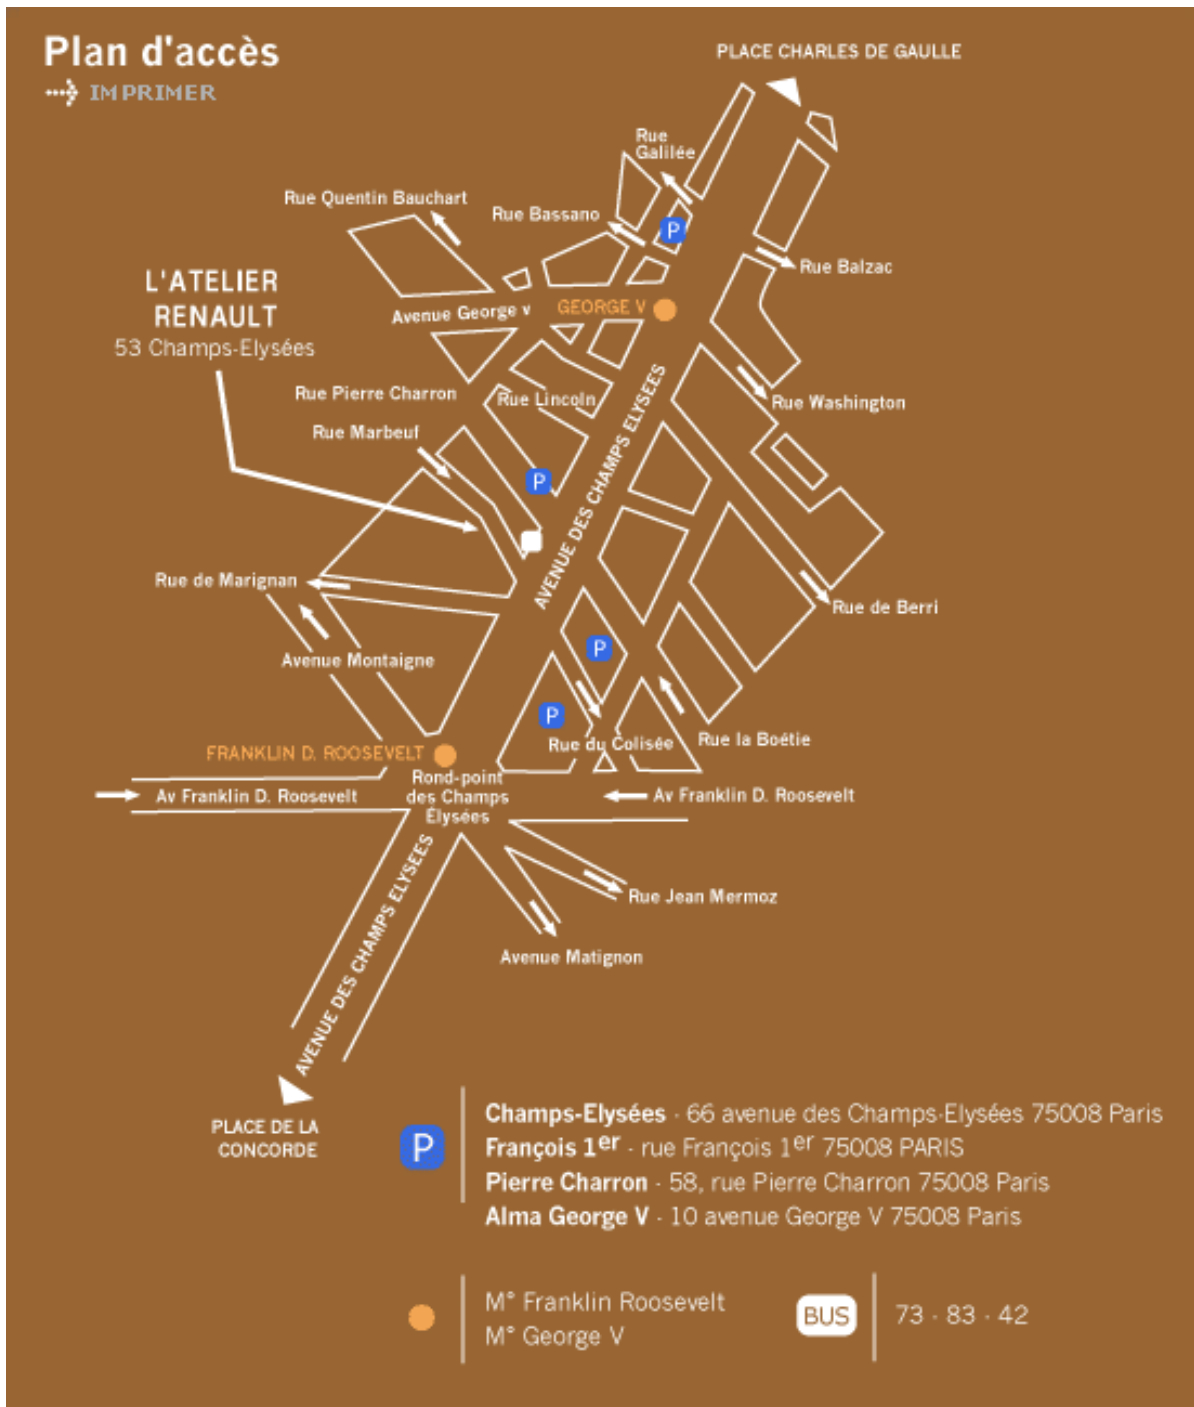 Plan d'accès
IMPRIMER
PLACE CHARLES DE GAULLE
Rue
Galilée
Rue Quentin Bauchart
Rue Bassano
P
Rue Balzac
L'ATELIER
RENAULT
53 Champs-Elysées
Avenue George v
GEORGE V
Rue Pierre Charron
Rue Lincoln
Rue Washington
Rue Marbeuf
P
AVENUE DES CHAMPS ELYSEES
Rue de Marignan
Rue de Berri
Avenue Montaigne
P
P
Rue du Colisée
Rue la Boétie
FRANKLIN D. ROOSEVELT
Rond-point
des Champs
Élysées
Av Franklin D. Roosevelt
Av Franklin D. Roosevelt
AVENUE DES CHAMPS ELYSEES
Rue Jean Mermoz
Avenue Matignon
PLACE DE LA
CONCORDE
P
Champs-Elysées · 66 avenue des Champs-Elysées 75008 Paris
François 1er · rue François 1er 75008 PARIS
Pierre Charron · 58, rue Pierre Charron 75008 Paris
Alma George V · 10 avenue George V 75008 Paris
M° Franklin Roosevelt
M° George V
BUS
73 · 83 · 42